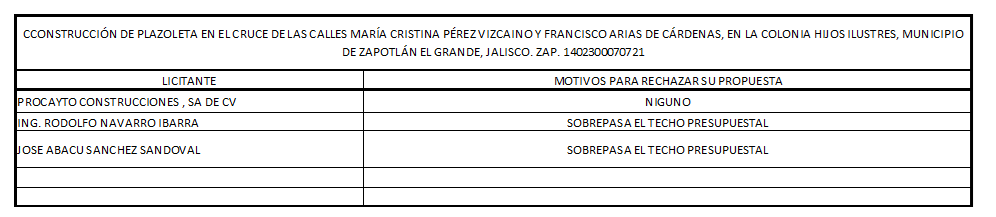 CCONSTRUCCIÓN DE PLAZOLETA EN EL CRUCE DE LAS CALLES MARÍA CRISTINA PÉREZ VIZCAINO Y FRANCISCO ARIAS DE CÁRDENAS, EN LA COLONIA HIJOS ILUSTRES, MUNICIPIO
DE ZAPOTLÁN EL GRANDE, JALISCO. ZAP. 1402300070721
LICITANTE MOTIVOS PARA RECHAZAR SU PROPUESTA
PROCAYTO CONSTRUCCIONES , SA DE CV NIGUNO
ING. RODOLFO NAVARRO IBARRA SOBREPASA EL TECHO PRESUPUESTAL
JOSE ABACU SANCHEZ SANDOVAL SOBREPASA EL TECHO PRESUPUESTAL